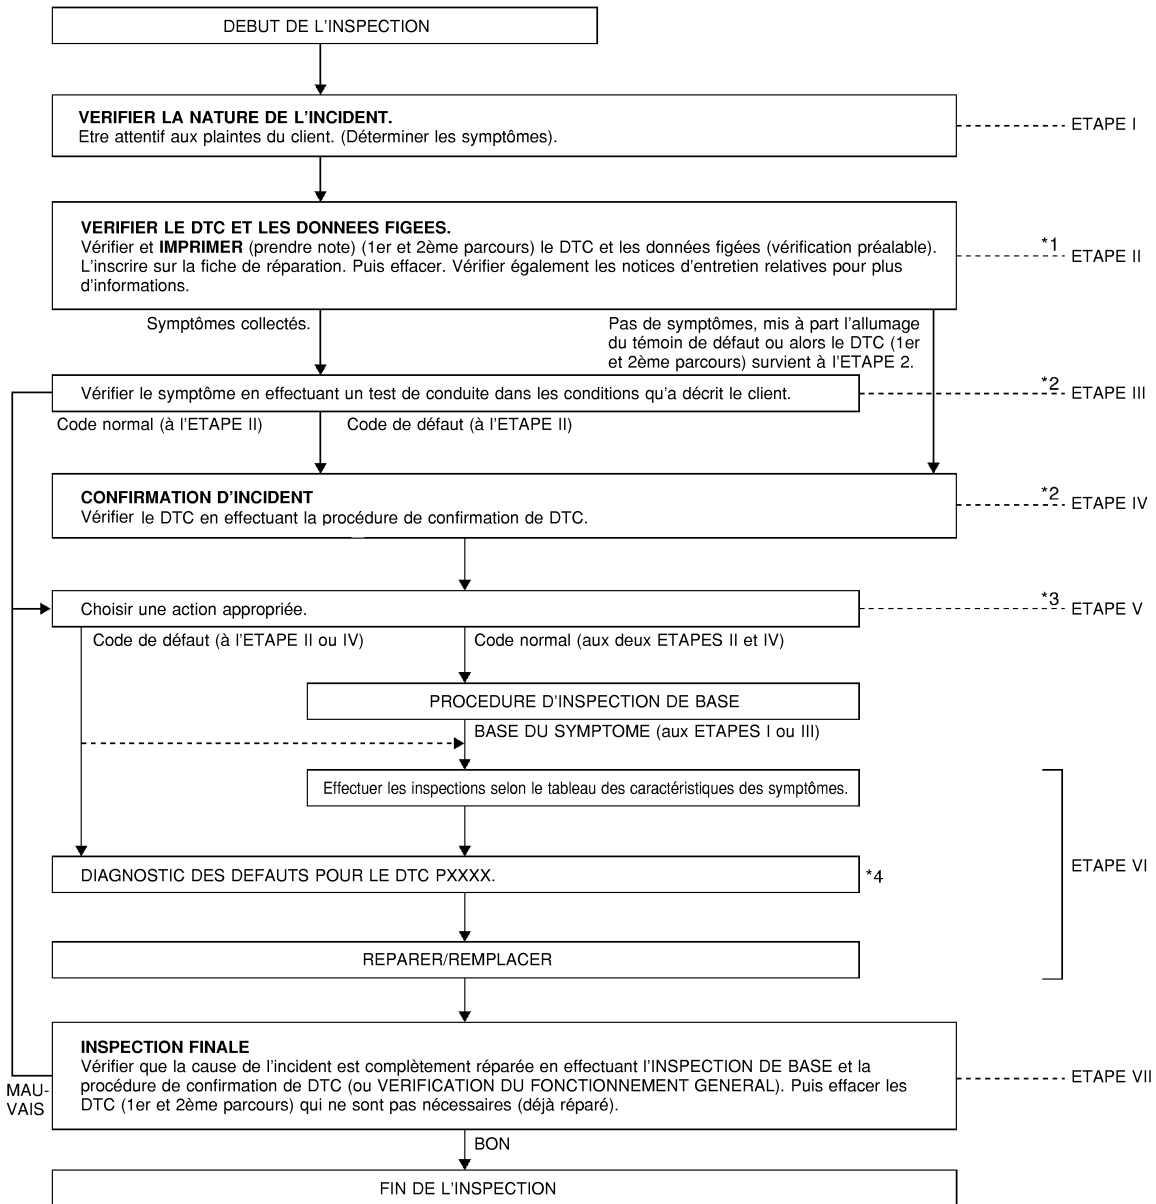 DEBUT DE L'INSPECTION
VERIFIER LA NATURE DE L'INCIDENT.
Etre attentif aux plaintes du client. (Déterminer les symptômes).
ETAPE I
VERIFIER LE DTC ET LES DONNEES FIGEES.
Vérifier et IMPRIMER (prendre note) (1er et 2ème parcours) le DTC et les données figées (vérification préalable).
L'inscrire sur la fiche de réparation. Puis effacer. Vérifier également les notices d'entretien relatives pour plus
d'informations.
*1
ETAPE II
Symptômes collectés.
Pas de symptômes, mis à part l'allumage
du témoin de défaut ou alors le DTC (1er
et 2ème parcours) survient à l'ETAPE 2.
Vérifier le symptôme en effectuant un test de conduite dans les conditions qu'a décrit le client.
*2
ETAPE III
Code normal (à l'ETAPE II)
Code de défaut (à l'ETAPE II)
CONFIRMATION D'INCIDENT
Vérifier le DTC en effectuant la procédure de confirmation de DTC.
*2
ETAPE IV
Choisir une action appropriée.
*3
ETAPE V
Code de défaut (à l'ETAPE II ou IV)
Code normal (aux deux ETAPES II et IV)
PROCEDURE D'INSPECTION DE BASE
BASE DU SYMPTOME (aux ETAPES I ou III)
Effectuer les inspections selon le tableau des caractéristiques des symptômes.
ETAPE VI
DIAGNOSTIC DES DEFAUTS POUR LE DTC PXXXX.
*4
REPARER/REMPLACER
INSPECTION FINALE
Vérifier que la cause de l'incident est complètement réparée en effectuant l'INSPECTION DE BASE et la
procédure de confirmation de DTC (ou VERIFICATION DU FONCTIONNEMENT GENERAL). Puis effacer les
DTC (1er et 2ème parcours) qui ne sont pas nécessaires (déjà réparé).
ETAPE VII
MAU-
VAIS
BON
FIN DE L'INSPECTION